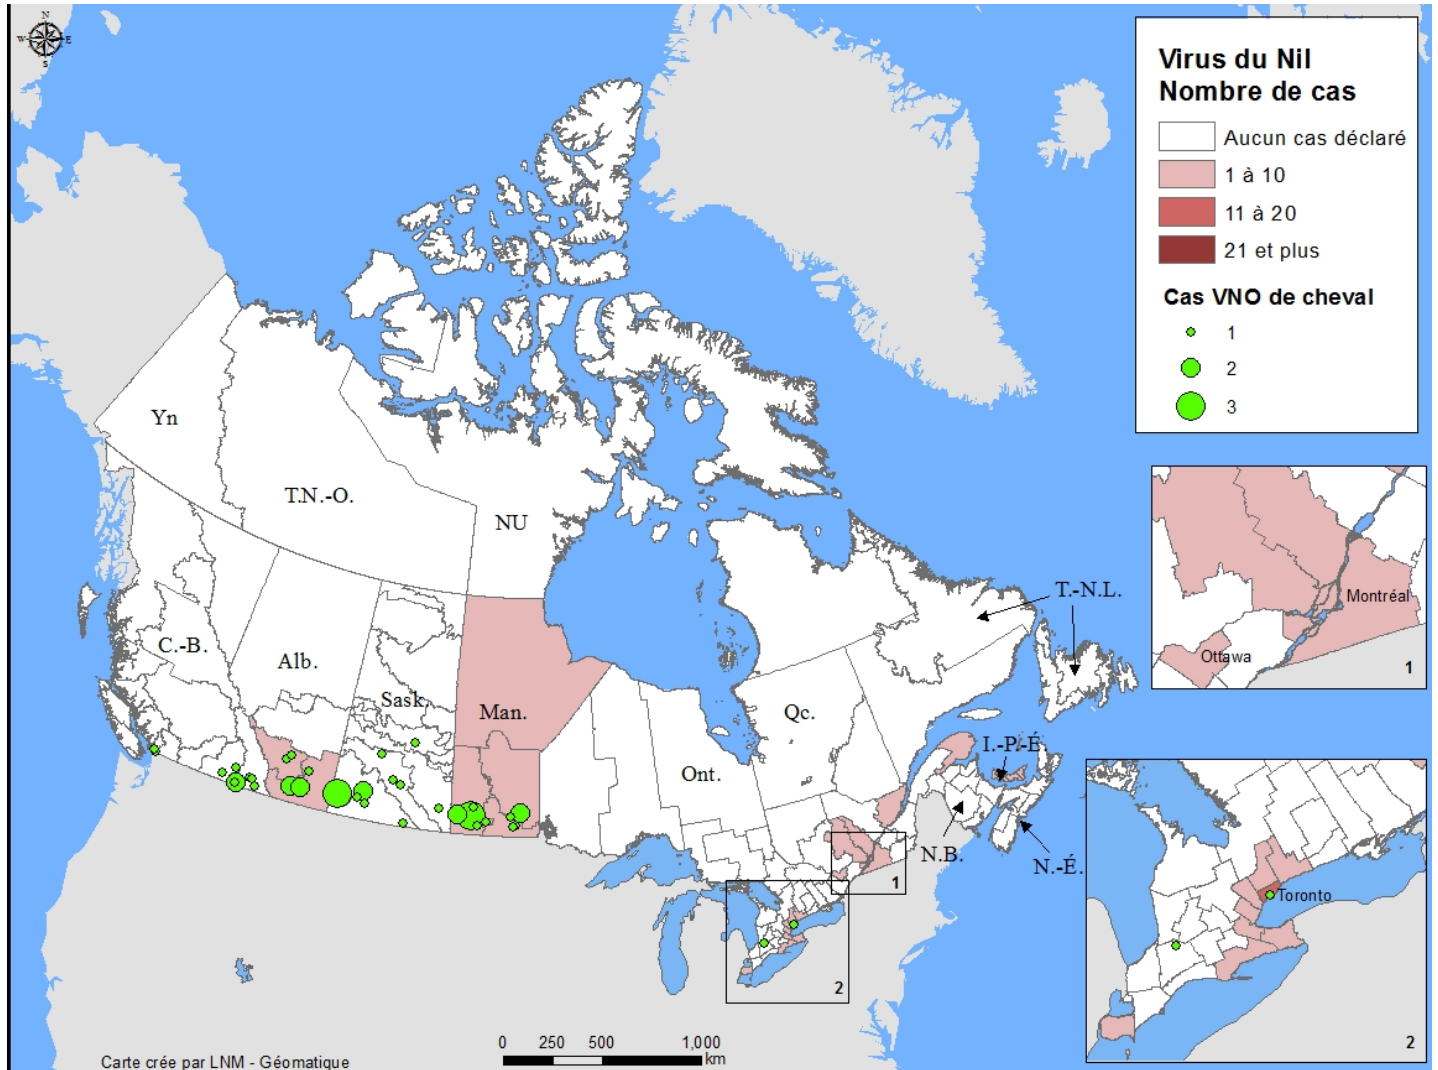 N
W E
S
Virus du Nil
Nombre de cas
Aucun cas déclaré
1 à 10
11 à 20
21 et plus
Cas VNO de cheval
1
2
3
Yn
T.N.-O.
NU
C.-B.
Alb.
Sask.
Man.
Ont.
Qc.
T.-N.L.
I.-P.-É.
N.B.
N.-É.
1
2
Montréal
Ottawa
1
Toronto
2
0 250 500 1,000
km
Carte crée par LNM - Géomatique